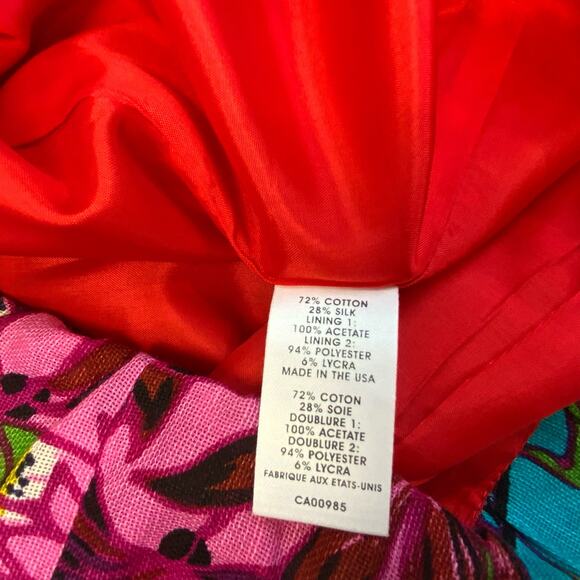 72% COTTON
28% SILK
LINING 1:
100% ACETATE
LINING 2:
94% POLYESTER
6% LYCRA
MADE IN THE USA
72% COTON
28% SOIE
DOUBLURE 1:
100% ACETATE
DOUBLURE 2:
94% POLYESTER
6% LYCRA
FABRIQUE AUX ETATS-UNIS
CA00985